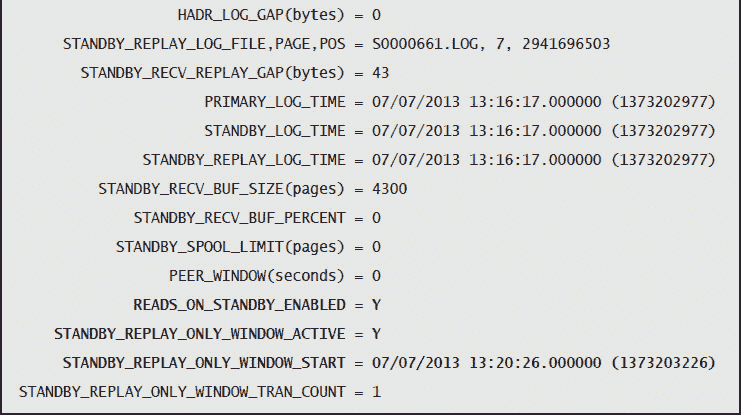 HADR_LOG_GAP(bytes) = 0
STANDBY_REPLAY_LOG_FILE,PAGE,POS = S0000661.LOG, 7, 2941696503
STANDBY_RECV_REPLAY_GAP(bytes) = 43
PRIMARY_LOG_TIME = 07/07/2013 13:16:17.000000 (1373202977)
STANDBY_LOG_TIME = 07/07/2013 13:16:17.000000 (1373202977)
STANDBY_REPLAY_LOG_TIME = 07/07/2013 13:16:17.000000 (1373202977)
STANDBY_RECV_BUF_SIZE(pages) = 4300
STANDBY_RECV_BUF_PERCENT = 0
STANDBY_SPOOL_LIMIT(pages) = 0
PEER_WINDOW(seconds) = 0
READS_ON_STANDBY_ENABLED = Y
STANDBY_REPLAY_ONLY_WINDOW_ACTIVE = Y
STANDBY_REPLAY_ONLY_WINDOW_START = 07/07/2013 13:20:26.000000 (1373203226)
STANDBY_REPLAY_ONLY_WINDOW_TRAN_COUNT = 1